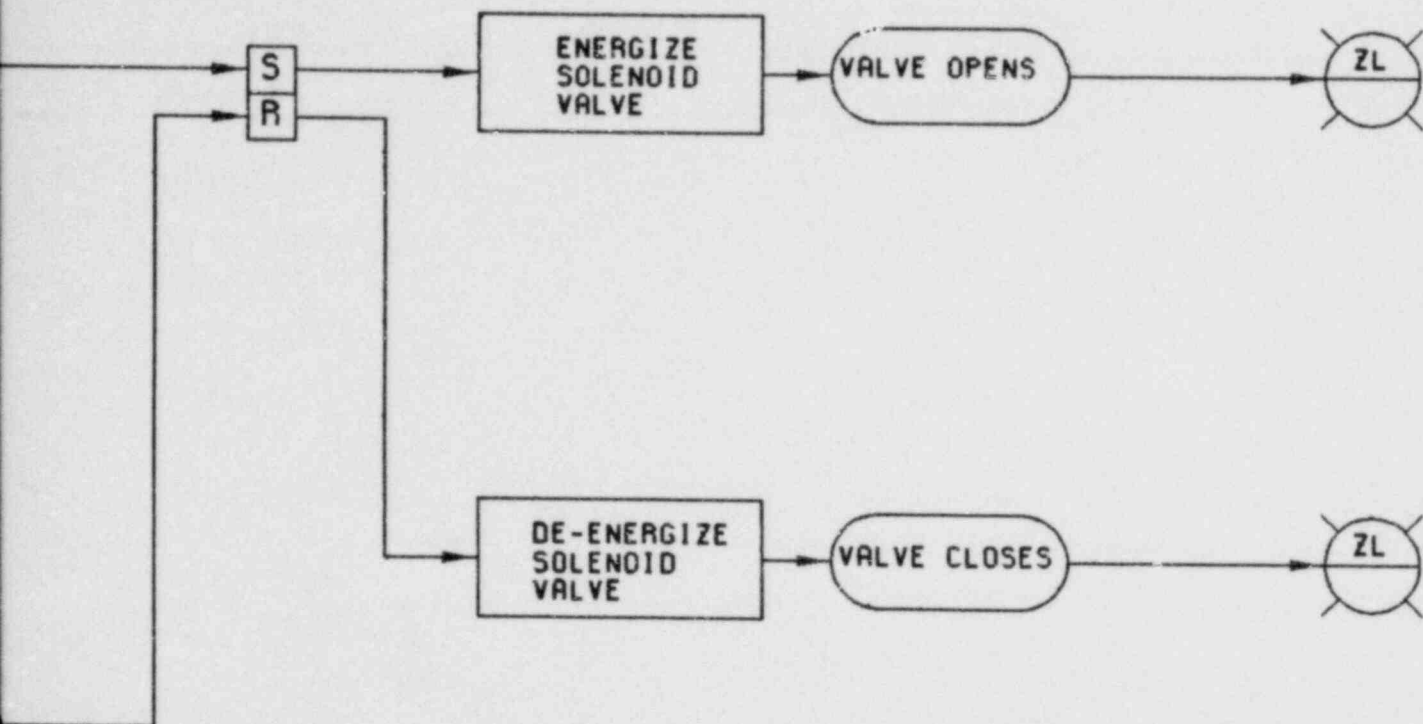 S
R
ENERGIZE
SOLENOID
VALVE
VALVE OPENS
ZL
DE-ENERGIZE
SOLENOID
VALVE
VALVE CLOSES
ZL